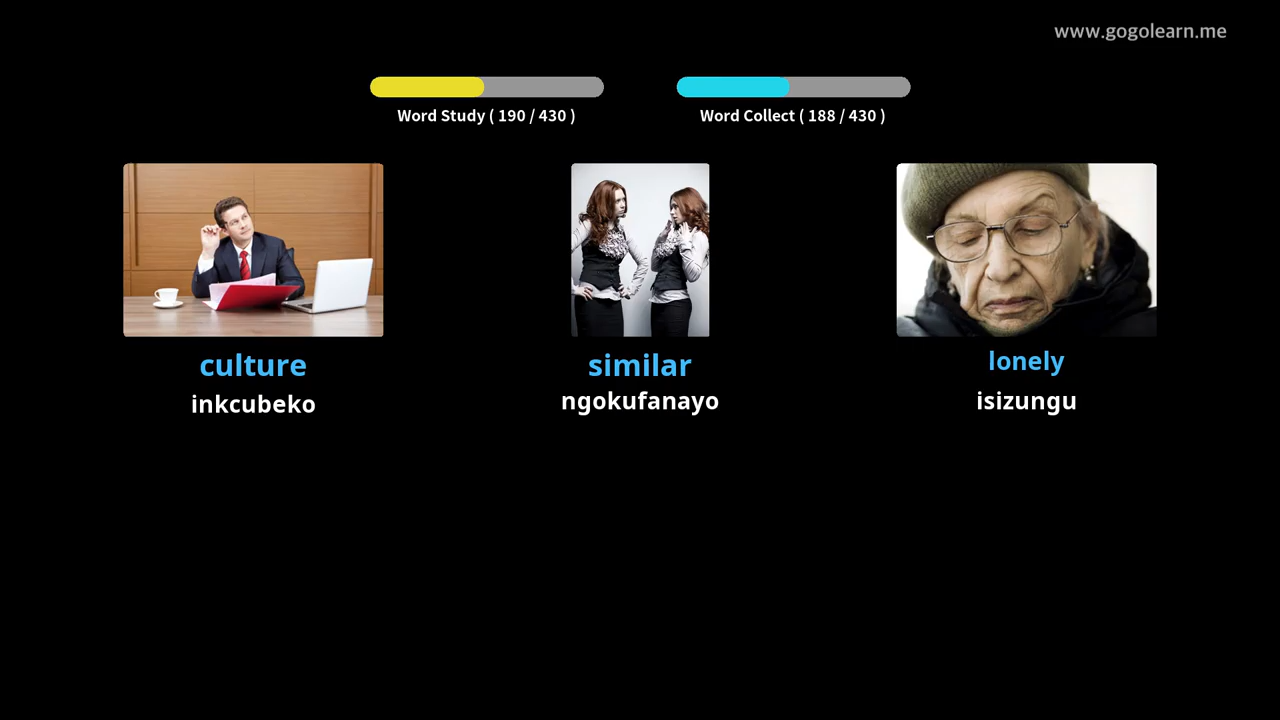 www.gogolearn.me
Word Study ( 190 / 430 )
Word Collect ( 188 / 430 )
culture
inkcubeko
similar
ngokufanayo
lonely
isizungu